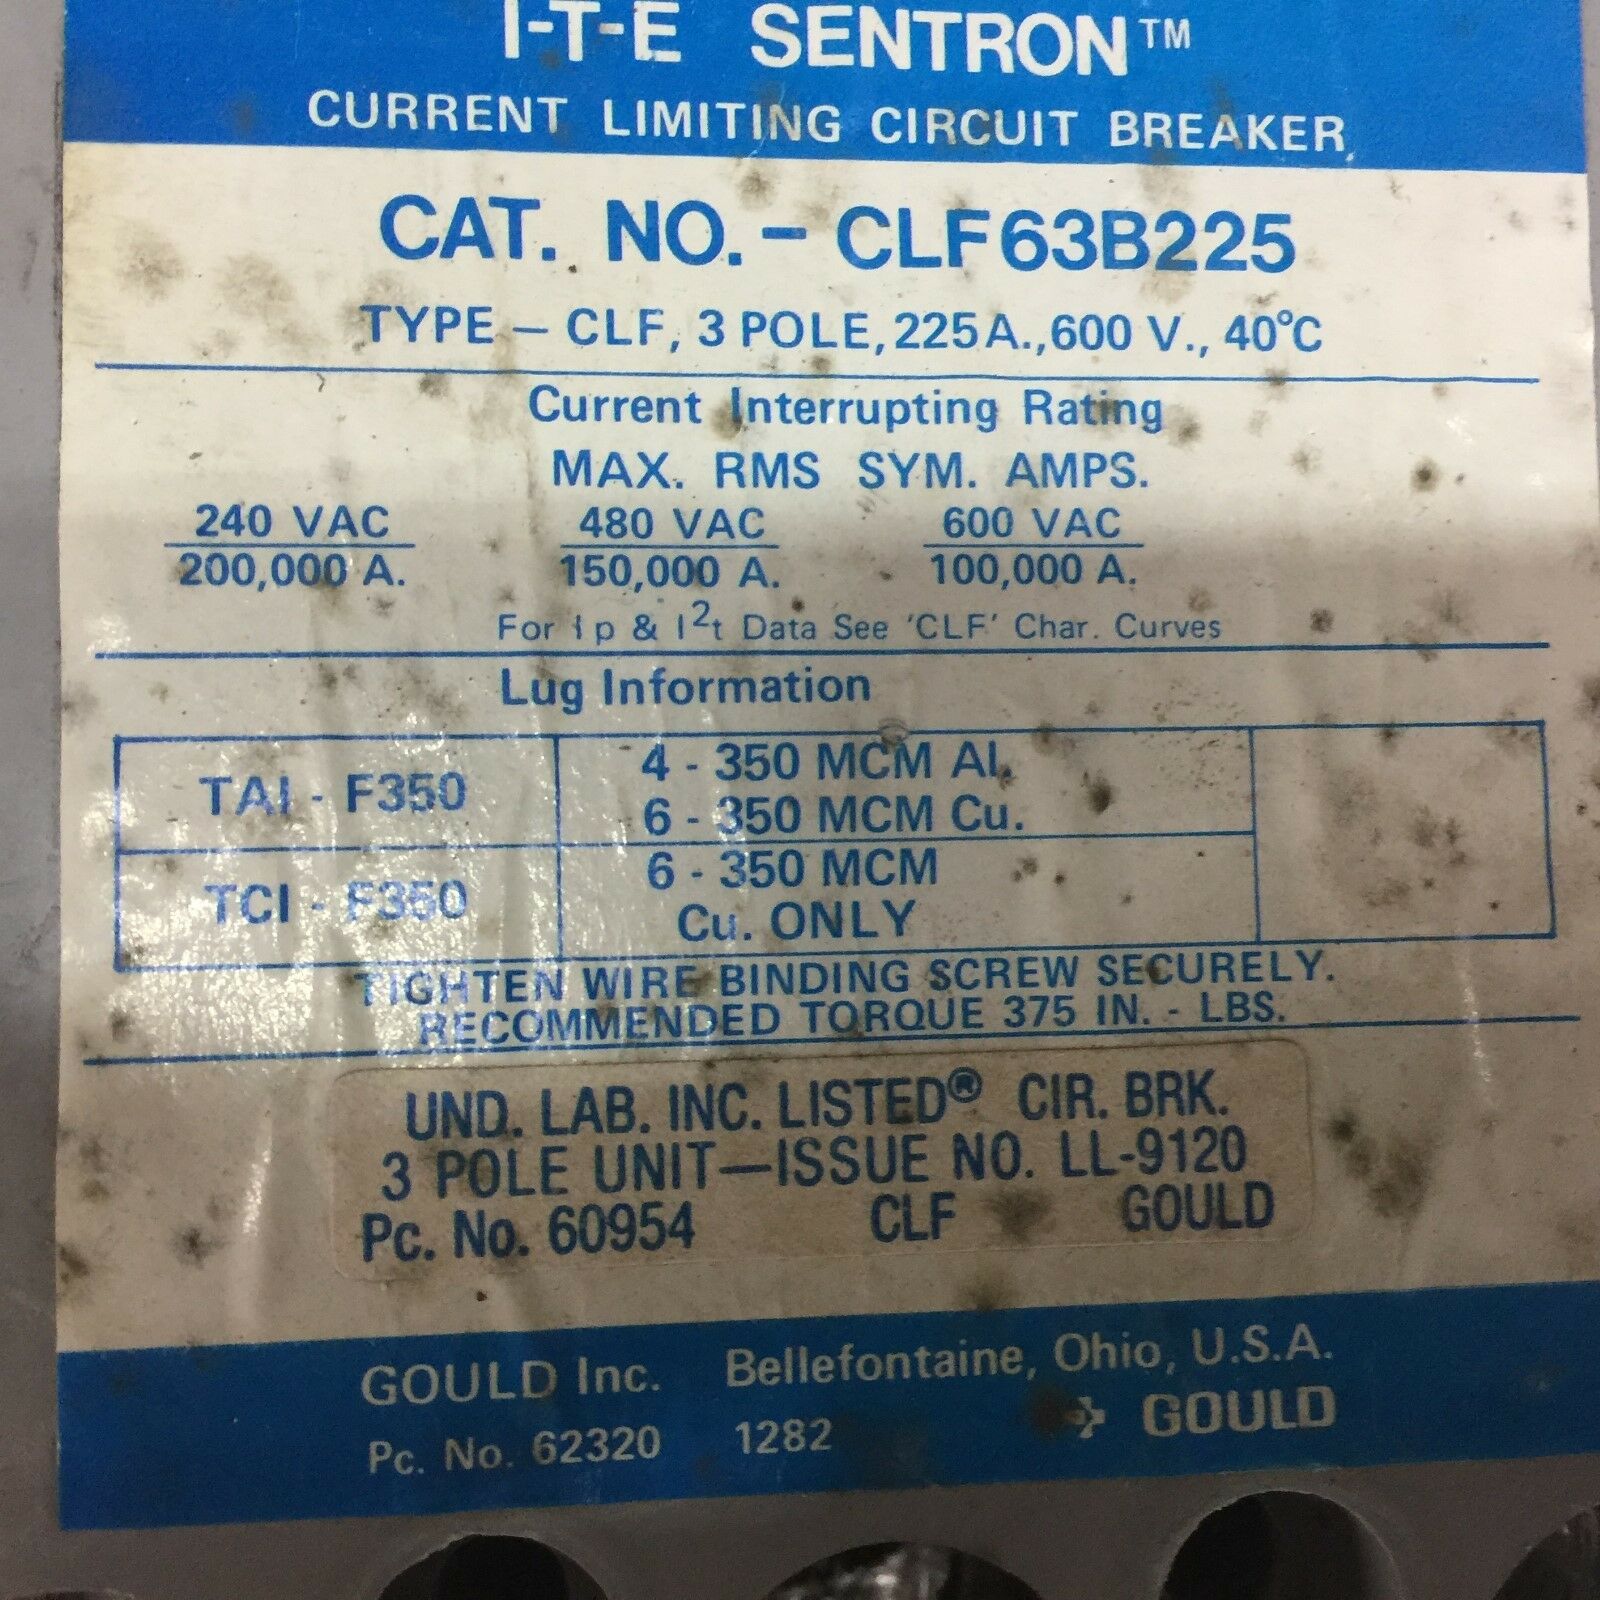 I-T-E SENTRON™
CURRENT LIMITING CIRCUIT BREAKER
CAT. NO. - CLF63B225
TYPE - CLF, 3 POLE, 225A., 600 V., 40°C
Current Interrupting Rating
MAX. RMS SYM. AMPS.
240 VAC 480 VAC 600 VAC
200,000 A. 150,000 A. 100,000 A.
For Ip & I²t Data See 'CLF' Char. Curves
Lug Information
TAI - F350
4 - 350 MCM Al.
6 - 350 MCM Cu.
TCI - F350
6 - 350 MCM
Cu. ONLY
TIGHTEN WIRE BINDING SCREW SECURELY.
RECOMMENDED TORQUE 375 IN. - LBS.
UND. LAB. INC. LISTED® CIR. BRK.
3 POLE UNIT—ISSUE NO. LL-9120
Pc. No. 60954 CLF GOULD
GOULD Inc. Bellefontaine, Ohio, U.S.A.
Pc. No. 62320 1282 GOULD